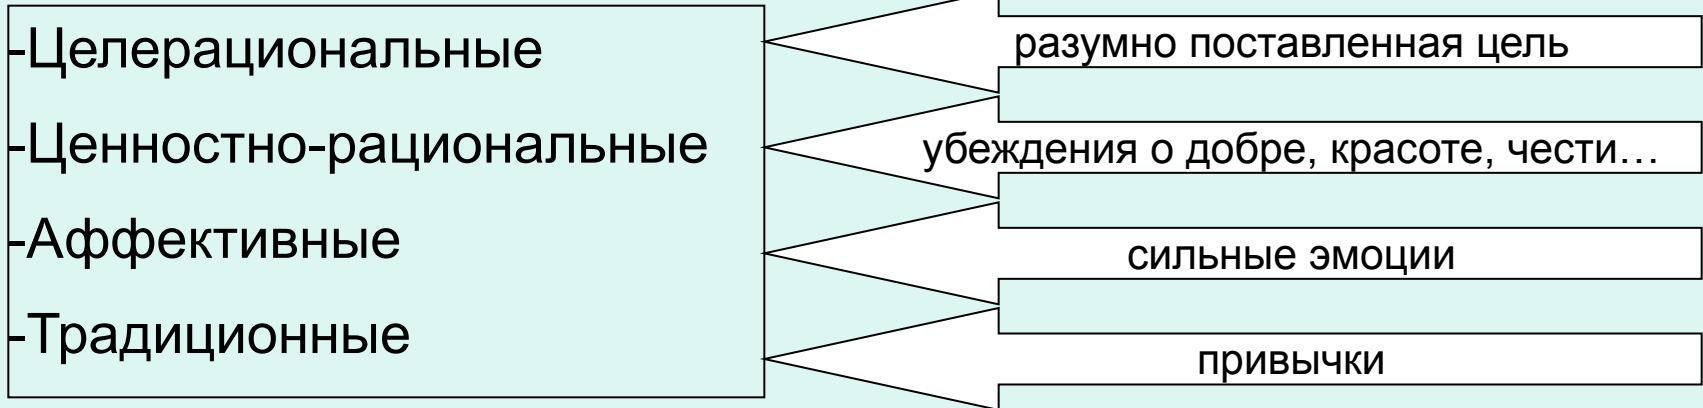 -Целерациональные
разумно поставленная цель
-Ценностно-рациональные
убеждения о добре, красоте, чести…
-Аффективные
сильные эмоции
-Традиционные
привычки